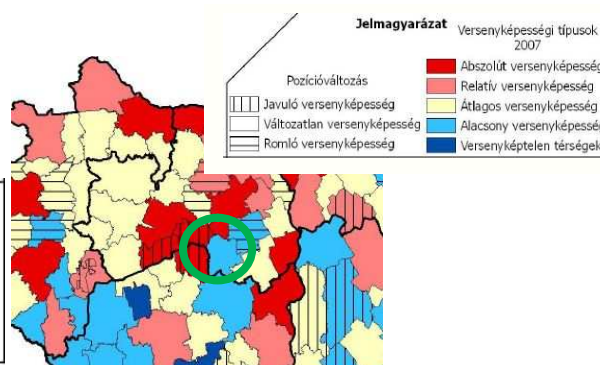 Jelmagyarázat
Versenyképességi típusok
2007
Pozícióváltozás
Javuló versenyképesség
Változatlan versenyképesség
Romló versenyképesség
Abszolút versenyképesség
Relatív versenyképesség
Átlagos versenyképesség
Alacsony versenyképesség
Versenyképtelen térségek